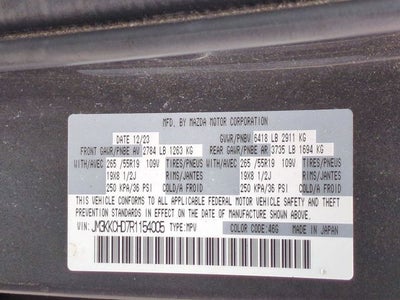 MFD. BY MAZDA MOTOR CORPORATION
DATE 12/23 GVWR/PNBV 6418 LB 2911 KG
FRONT GAWR/PNBE AV 2784 LB 1263 KG REAR GAWR/PNBE AR 3735 LB 1694 KG
WITH/AVEC 265 /55R19 109V TIRES/PNEUS WITH/AVEC 265 /55R19 109V TIRES/PNEUS
19X8 1/2J RIMS/JANTES 19X8 1/2J RIMS/JANTES
250 KPA/36 PSI COLD/A FROID 250 KPA/36 PSI COLD/A FROID
THIS VEHICLE CONFORMS TO ALL APPLICABLE FEDERAL MOTOR VEHICLE SAFETY AND THEFT
PREVENTION STANDARDS IN EFFECT ON THE DATE OF MANUFACTURE SHOWN ABOVE.
VIN: JM3KKCHD7R1154005 TYPE:MPV
COLOR CODE:46G MADE IN JAPAN